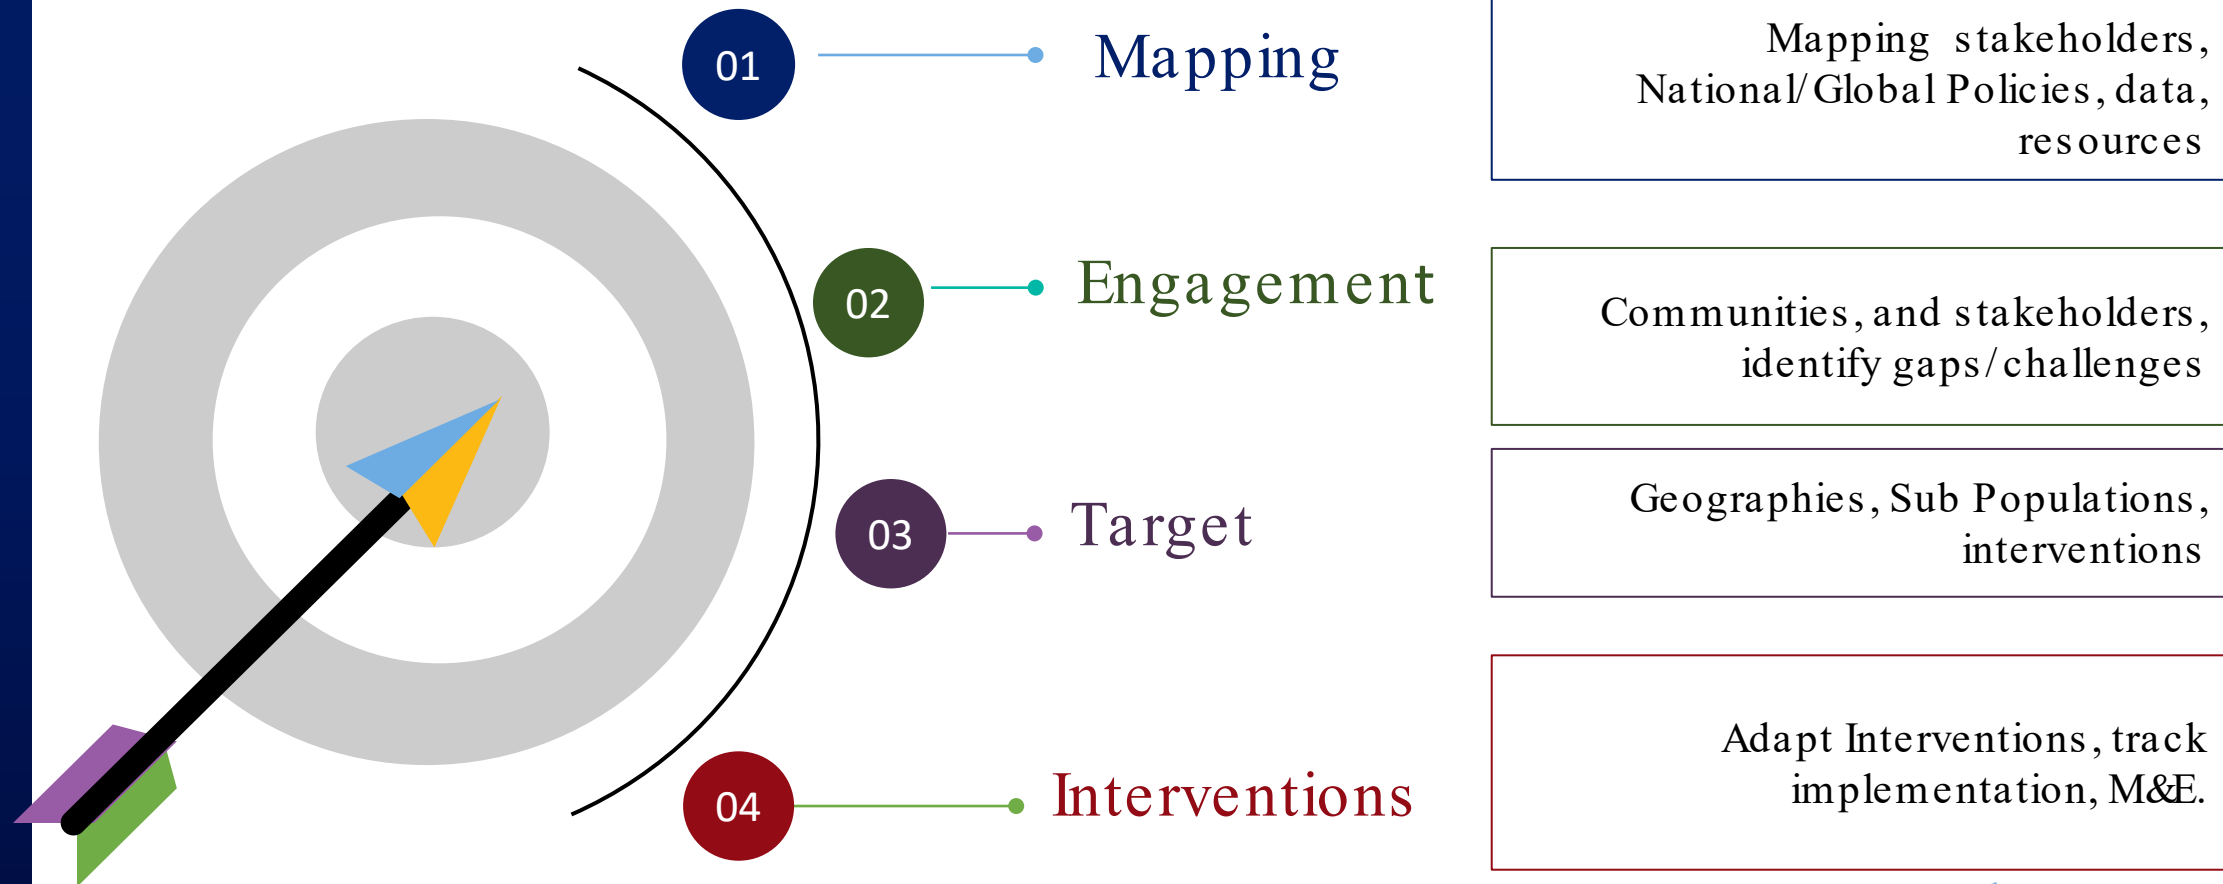 01
Mapping
Mapping stakeholders,
National/Global Policies, data,
resources
02
Engagement
Communities, and stakeholders,
identify gaps/challenges
03
Target
Geographies, Sub Populations,
interventions
04
Interventions
Adapt Interventions, track
implementation, M&E.